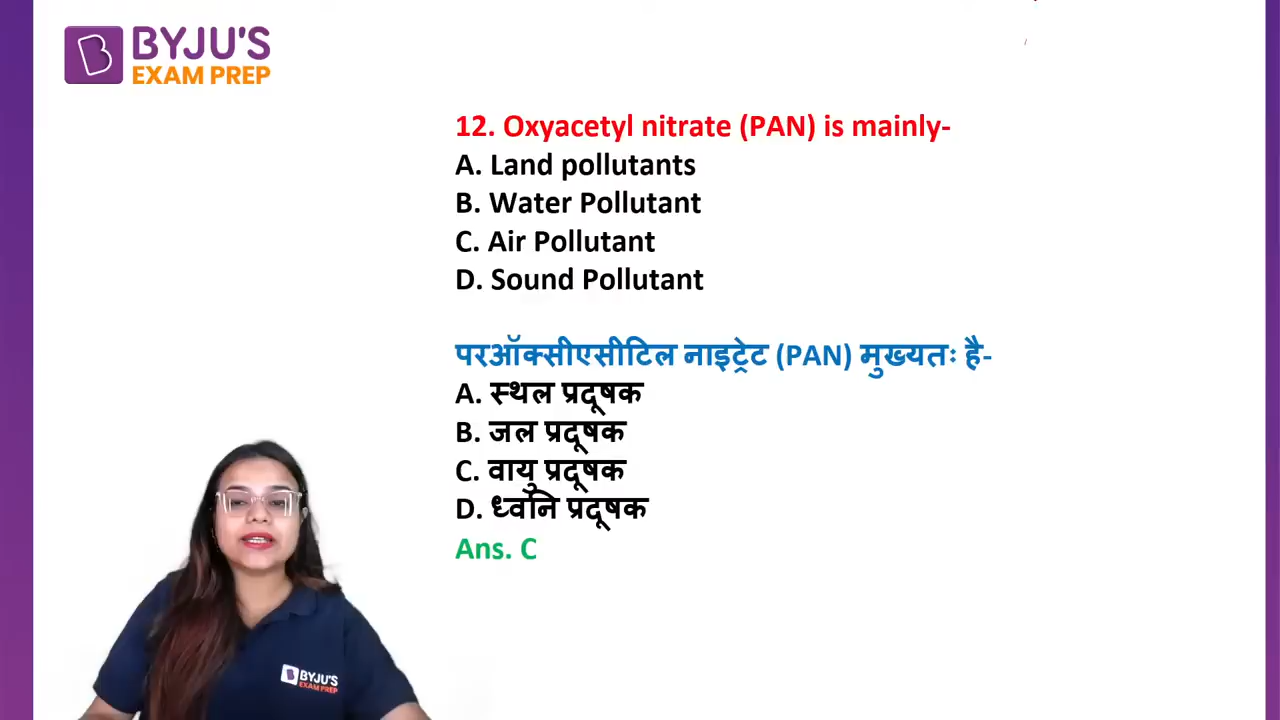 BYJU'S
EXAM PREP
12. Oxyacetyl nitrate (PAN) is mainly-
A. Land pollutants
B. Water Pollutant
C. Air Pollutant
D. Sound Pollutant
परऑक्सीएसीटिल नाइट्रेट (PAN) मुख्यतः है-
A. स्थल प्रदूषक
B. जल प्रदूषक
C. वायु प्रदूषक
D. ध्वनि प्रदूषक
Ans. C
BYJU'S
EXAM PREP